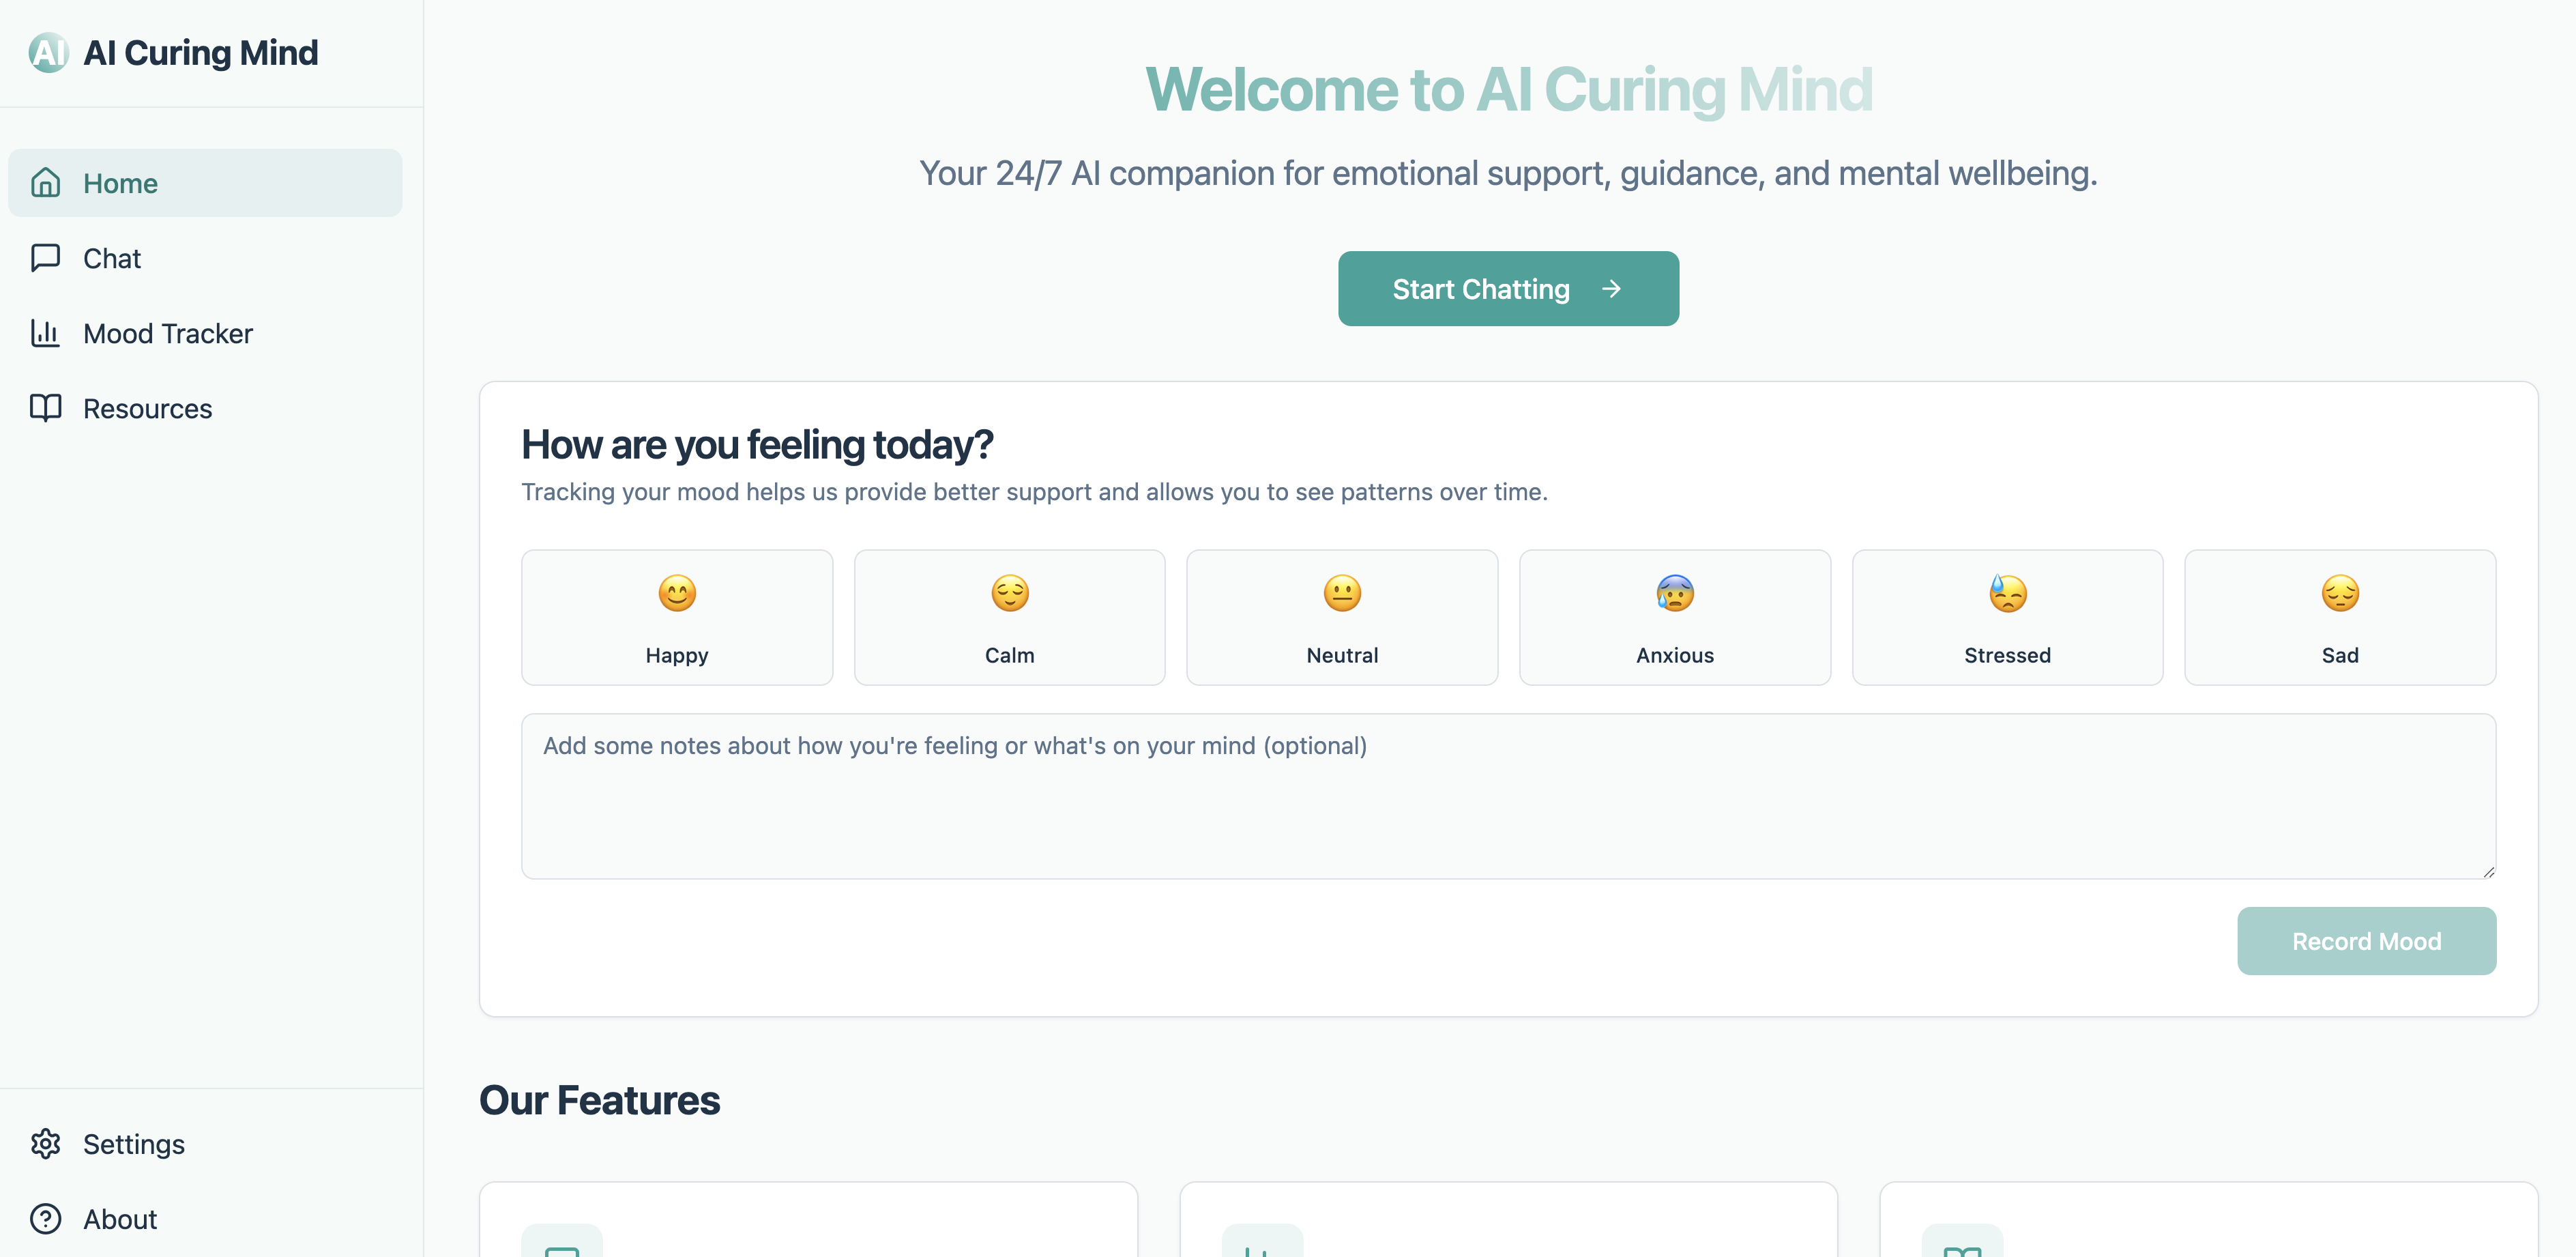 AI AI Curing Mind
Home
Chat
Mood Tracker
Resources
Settings
About
Welcome to AI Curing Mind
Your 24/7 AI companion for emotional support, guidance, and mental wellbeing.
Start Chatting →
How are you feeling today?
Tracking your mood helps us provide better support and allows you to see patterns over time.
Happy Calm Neutral Anxious Stressed Sad
Add some notes about how you're feeling or what's on your mind (optional)
Record Mood
Our Features